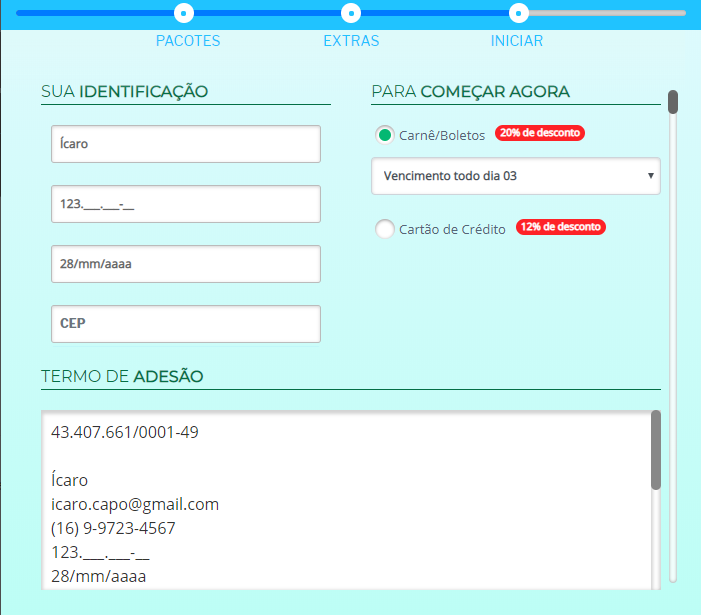 PACOTES EXTRAS INICIAR
SUA IDENTIFICAÇÃO
Ícaro
123.___.___-__
28/mm/aaaa
CEP
PARA COMEÇAR AGORA
Carnê/Boletos 20% de desconto
Vencimento todo dia 03
Cartão de Crédito 12% de desconto
TERMO DE ADESÃO
43.407.661/0001-49
Ícaro
icaro.capo@gmail.com
(16) 9-9723-4567
123.___.___-__
28/mm/aaaa